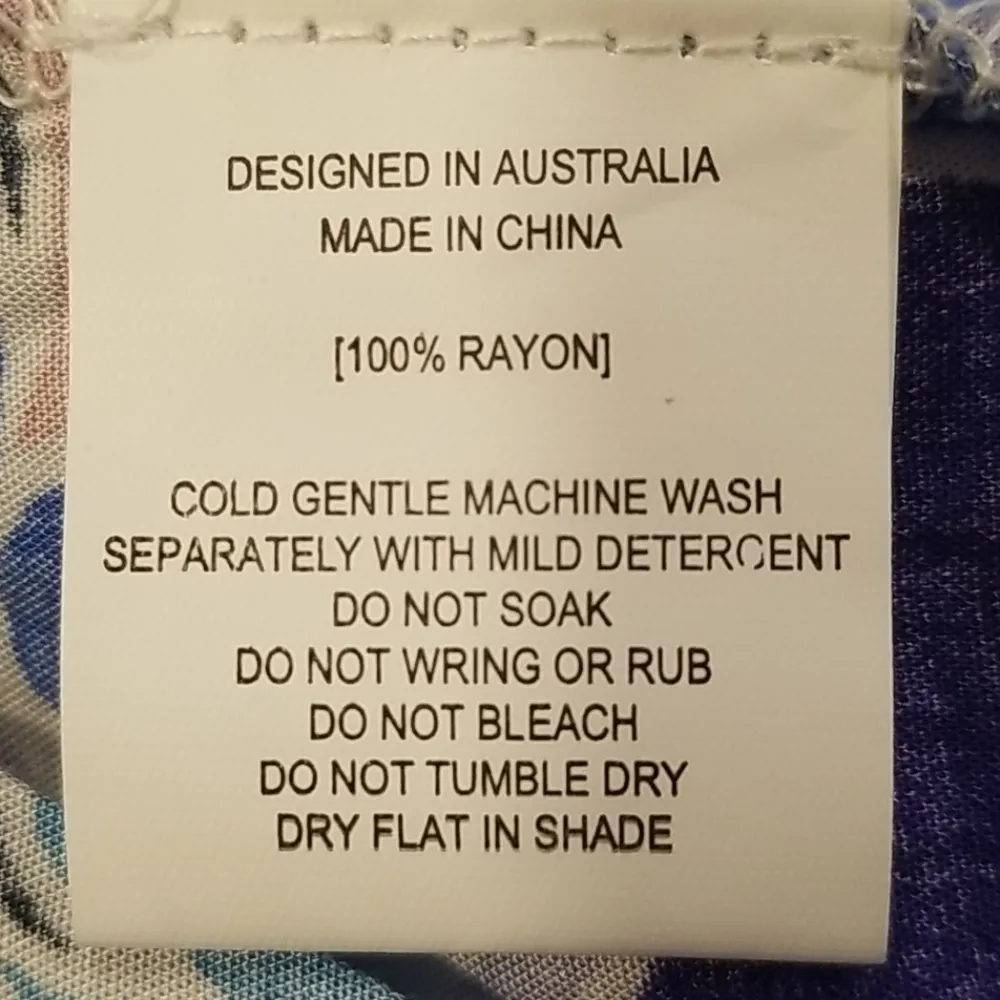 DESIGNED IN AUSTRALIA
MADE IN CHINA
[100% RAYON]
COLD GENTLE MACHINE WASH
SEPARATELY WITH MILD DETERGENT
DO NOT SOAK
DO NOT WRING OR RUB
DO NOT BLEACH
DO NOT TUMBLE DRY
DRY FLAT IN SHADE